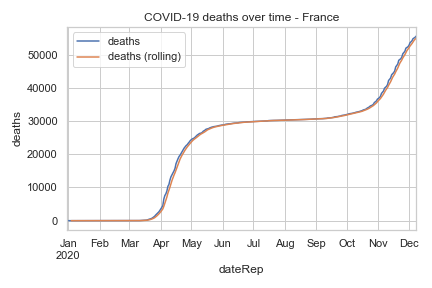 COVID-19 deaths over time - France
deaths
deaths (rolling)
50000
40000
30000
20000
10000
0
deaths
Jan Feb Mar Apr May Jun Jul Aug Sep Oct Nov Dec
2020
dateRep